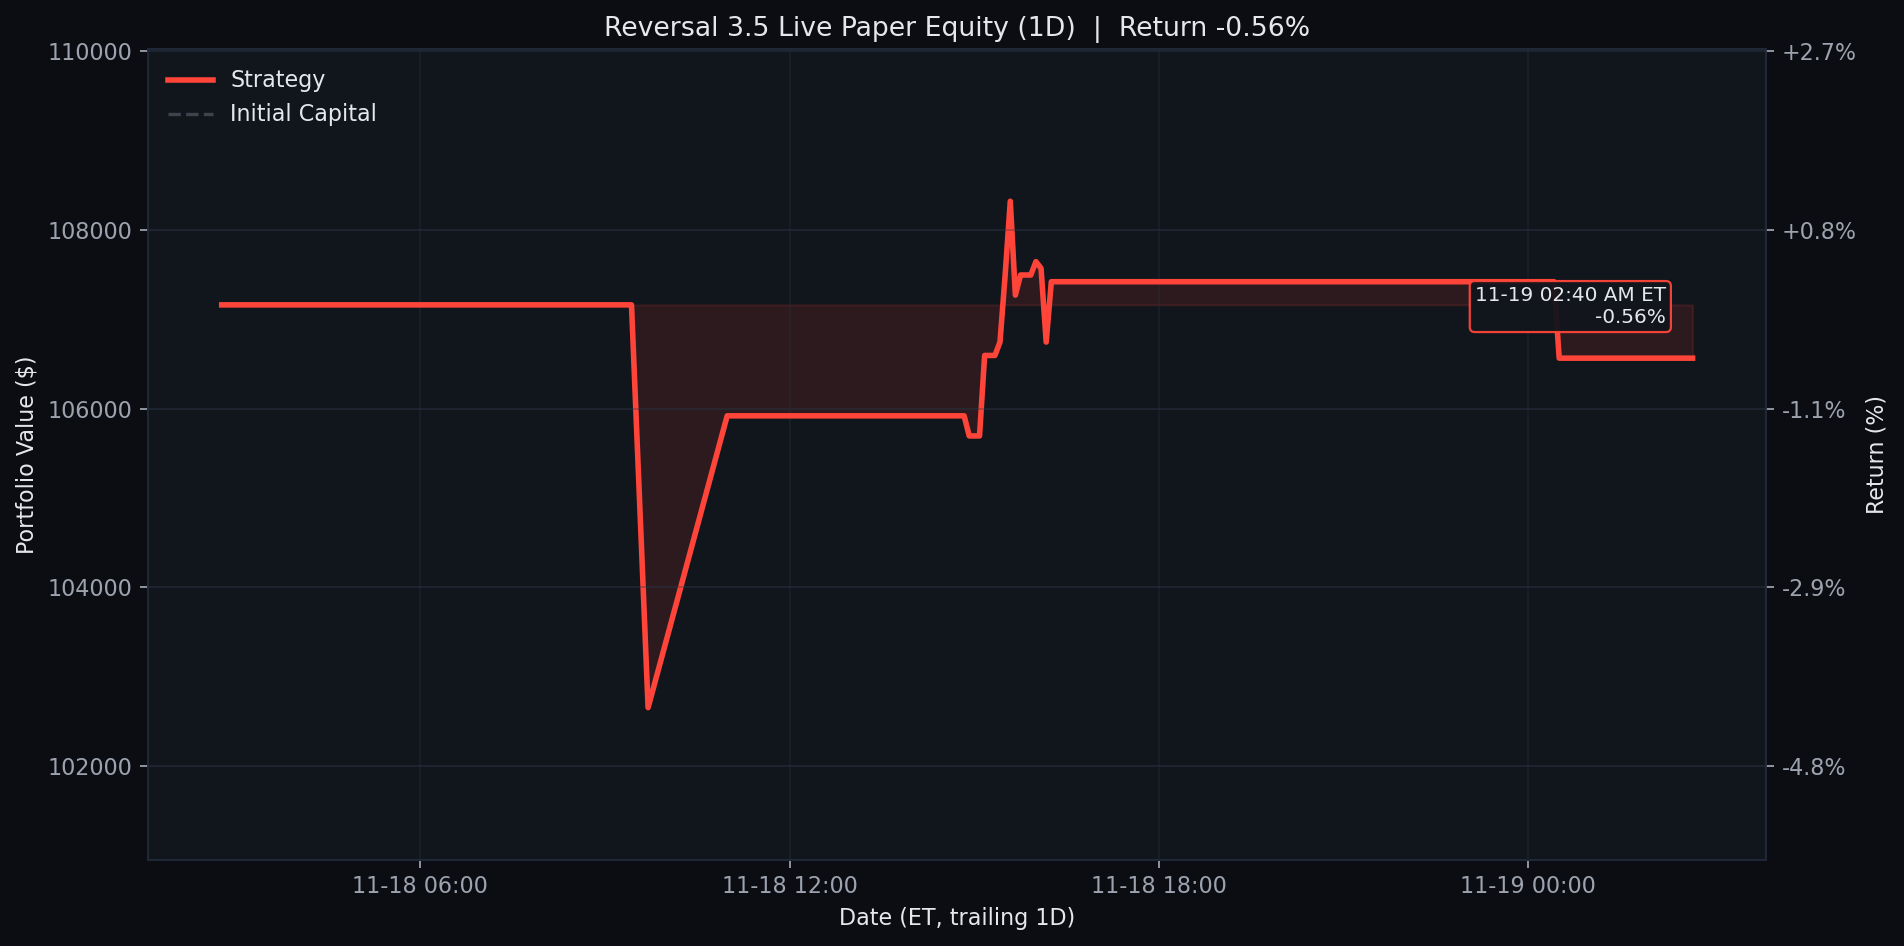 Reversal 3.5 Live Paper Equity (1D) | Return -0.56%
Strategy
Initial Capital
110000
108000
106000
104000
102000
Portfolio Value ($)
+2.7%
+0.8%
-1.1%
-2.9%
-4.8%
Return (%)
11-19 02:40 AM ET
-0.56%
11-18 06:00
11-18 12:00
11-18 18:00
11-19 00:00
Date (ET, trailing 1D)